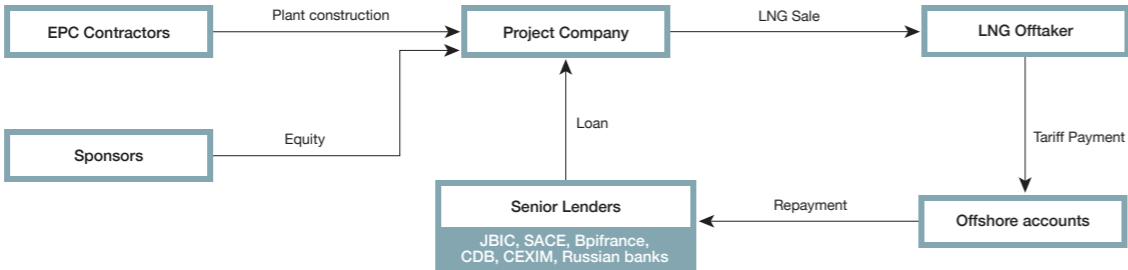 EPC Contractors
Plant construction
Project Company
LNG Sale
LNG Offtaker
Loan
Tariff Payment
Sponsors
Equity
Senior Lenders
JBIC, SACE, Bpifrance,
CDB, CEXIM, Russian banks
Repayment
Offshore accounts